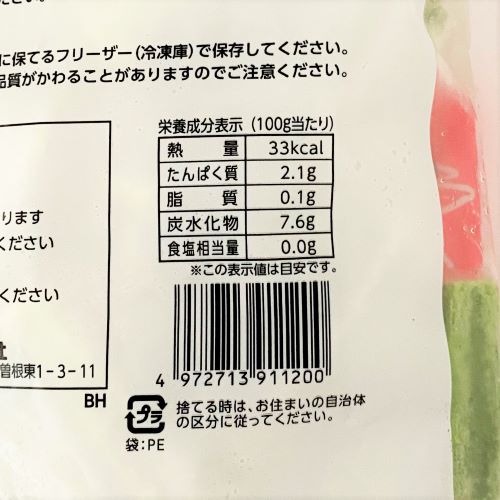 に保てるフリーザー(冷凍庫)で保存してください。
品質がかわることがありますのでご注意ください。
栄養成分表示 (100g当たり)
熱量 33kcal
たんぱく質 2.1g
脂質 0.1g
炭水化物 7.6g
食塩相当量 0.0g
※この表示値は目安です。
ります
ください
ください
社
曽根東1-3-11
BH
4 972713 911200
プラ
袋:PE
捨てる時は、お住まいの自治体
の区分に従ってください。